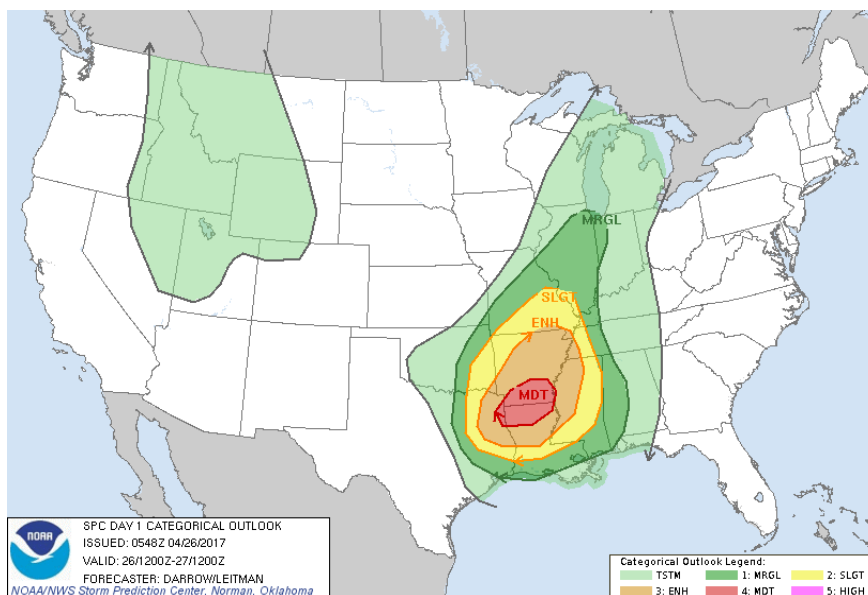 MRGL
SLGT
ENH
MDT
SPC DAY 1 CATEGORICAL OUTLOOK
ISSUED: 0548Z 04/26/2017
VALID: 26/1200Z-27/1200Z
FORECASTER: DARROW/LEITMAN
NOAA/NWS Storm Prediction Center, Norman, Oklahoma
NOAA
Categorical Outlook Legend:
TSTM 1: MRGL 2: SLGT
3: ENH 4: MDT 5: HIGH